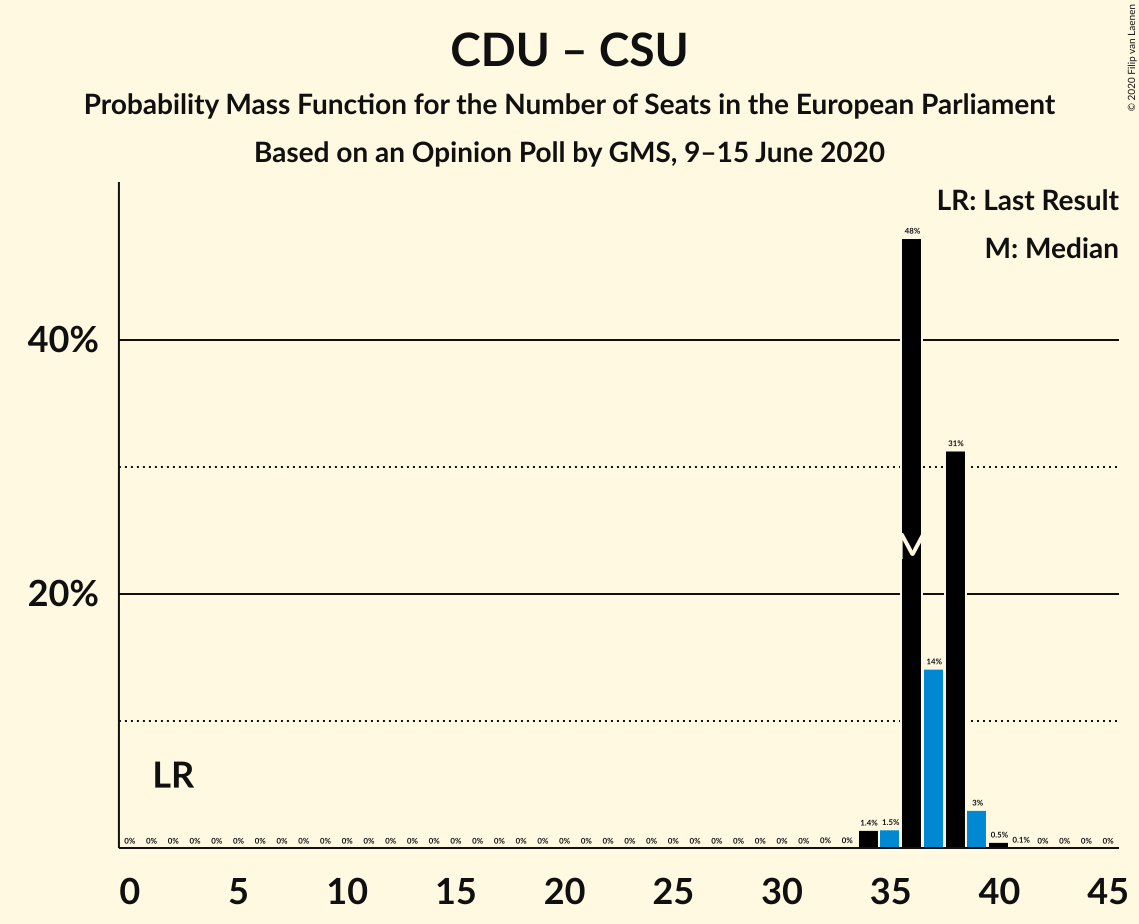 CDU – CSU
Probability Mass Function for the Number of Seats in the European Parliament
Based on an Opinion Poll by GMS, 9–15 June 2020
© 2020 Filip van Laenen
LR: Last Result
M: Median
48%
40%
31%
M
20%
14%
LR
0% 0% 0% 0% 0% 0% 0% 0% 0% 0% 0% 0% 0% 0% 0% 0% 0% 0% 0% 0% 0% 0% 0% 0% 0% 0% 0% 0% 0% 0% 0% 0% 0% 0% 1.4% 1.5% 3% 0.5% 0.1% 0% 0% 0% 0%
0 5 10 15 20 25 30 35 40 45